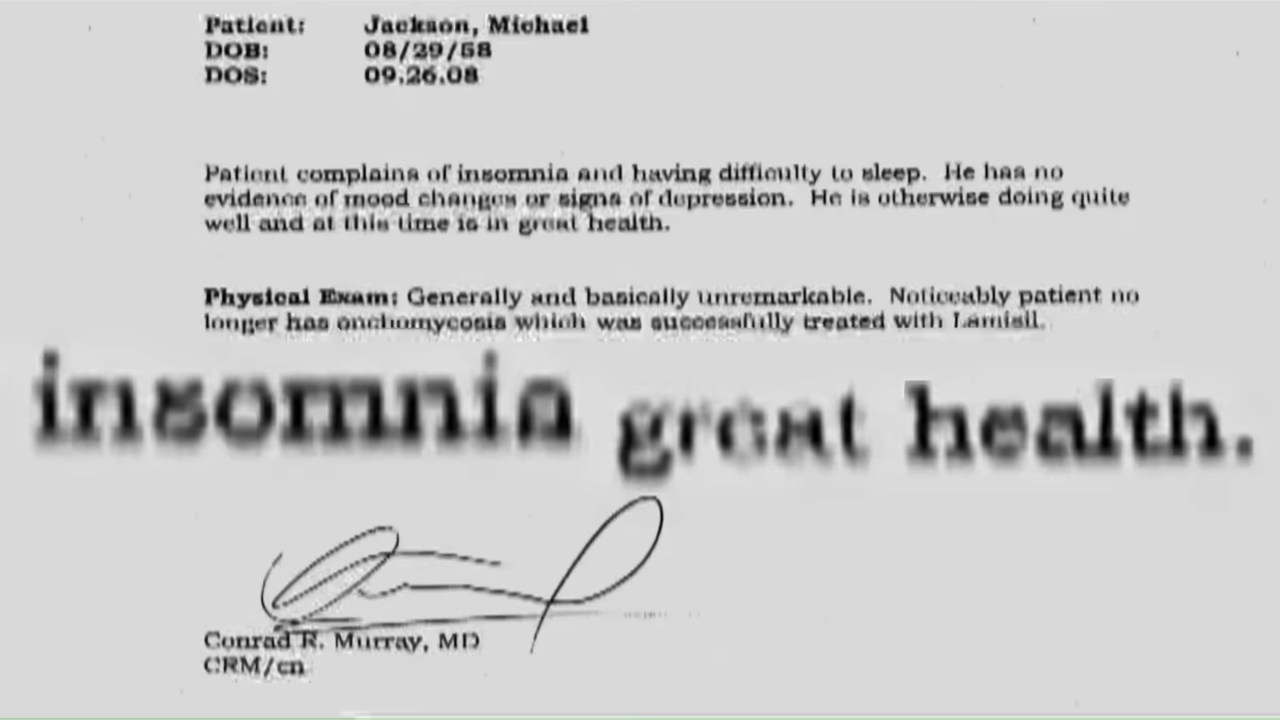 Patient: Jackson, Michael
DOB: 08/29/58
DOS: 09.26.08
Patient complains of insomnia and having difficulty to sleep. He has no
evidence of mood changes or signs of depression. He is otherwise doing quite
well and at this time is in great health.
Physical Exam: Generally and basically unremarkable. Noticeably patient no
longer has onchomycosis which was successfully treated with Lamisil.
insomnia great health.
Conrad R. Murray, MD
CRM/cn